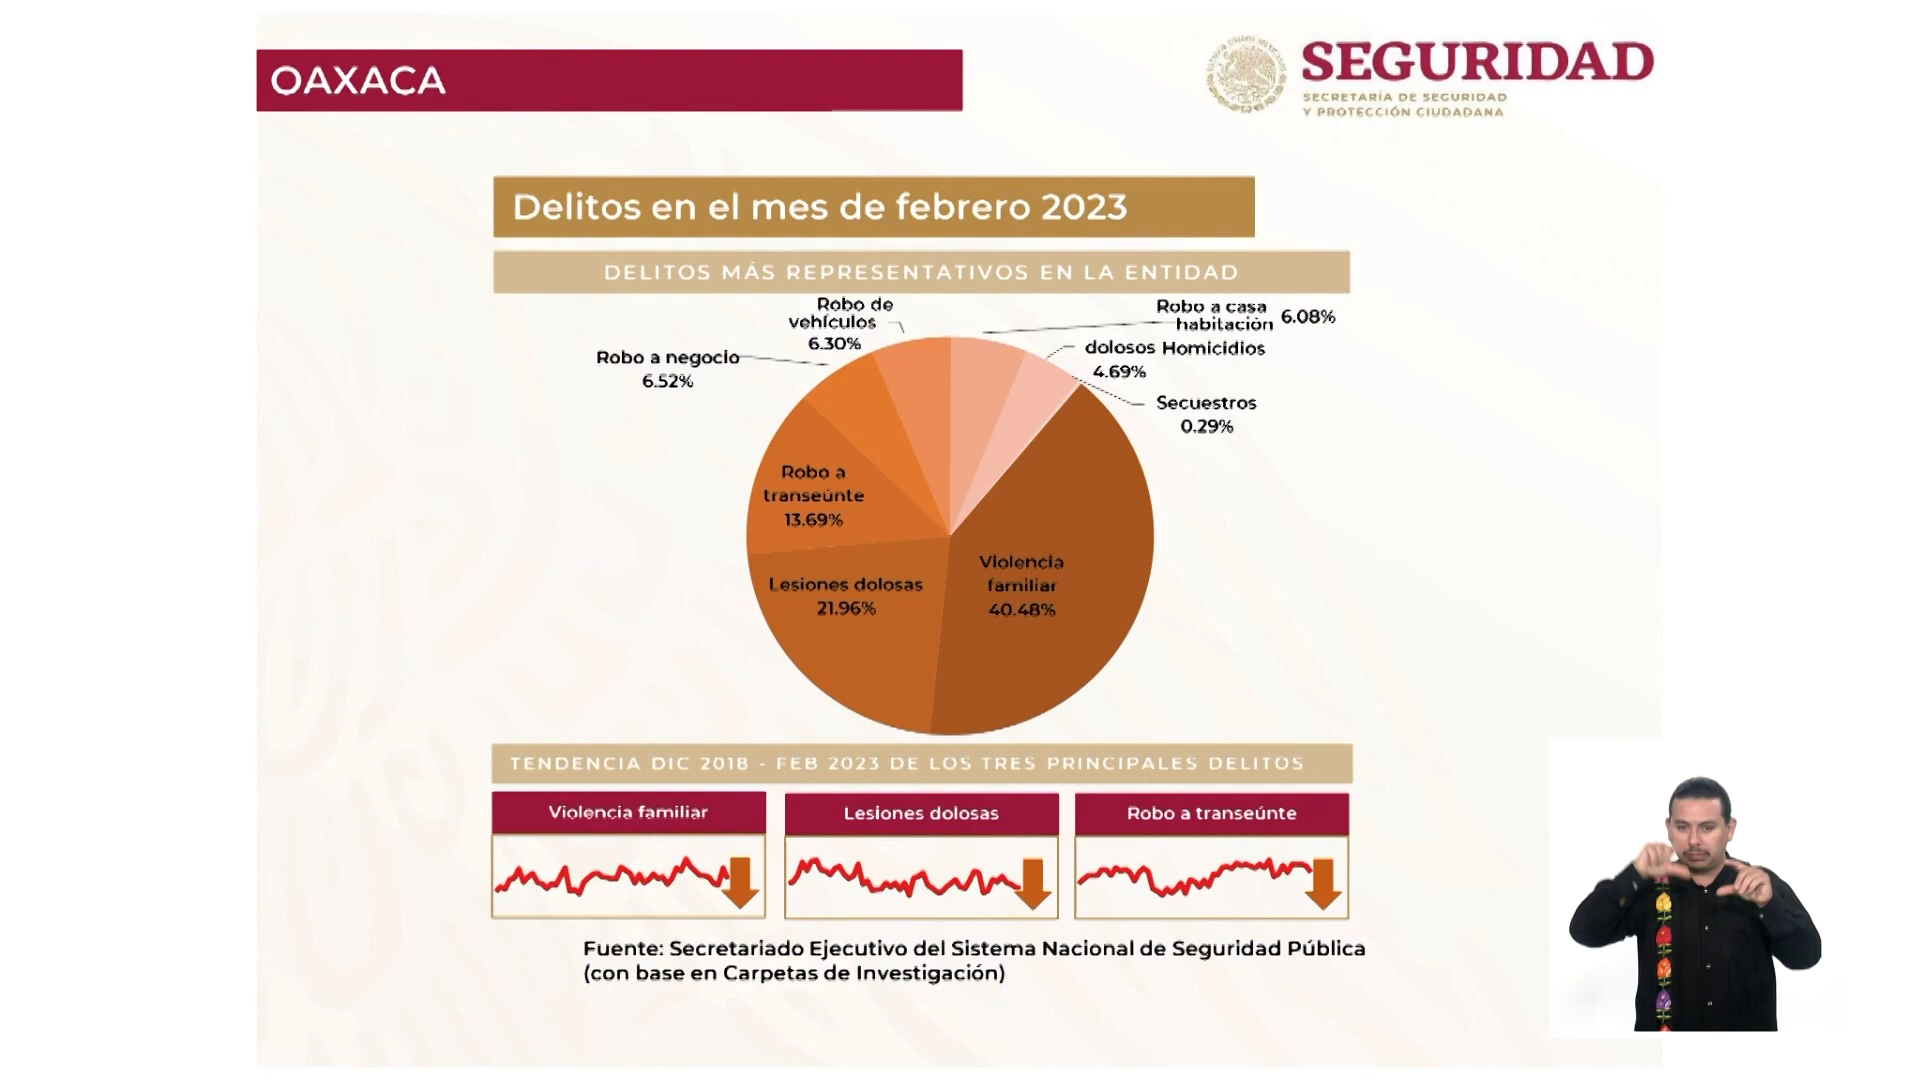 OAXACA
SEGURIDAD
SECRETARÍA DE SEGURIDAD
Y PROTECCIÓN CIUDADANA
Delitos en el mes de febrero 2023
DELITOS MÁS REPRESENTATIVOS EN LA ENTIDAD
Robo de
vehículos
6.30%
Robo a casa
habitación 6.08%
Robo a negocio
6.52%
dolosos Homicidios
4.69%
Secuestros
0.29%
Robo a
transeúnte
13.69%
Lesiones dolosas
21.96%
Violencia
familiar
40.48%
TENDENCIA DIC 2018 - FEB 2023 DE LOS TRES PRINCIPALES DELITOS
Violencia familiar
Lesiones dolosas
Robo a transeúnte
Fuente: Secretariado Ejecutivo del Sistema Nacional de Seguridad Pública
(con base en Carpetas de Investigación)